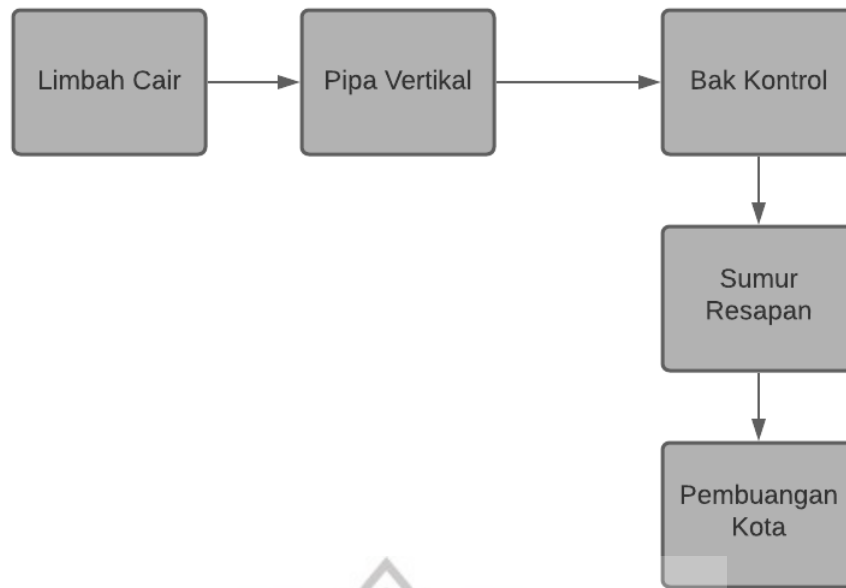 Limbah Cair
Pipa Vertikal
Bak Kontrol
Sumur
Resapan
Pembuangan
Kota